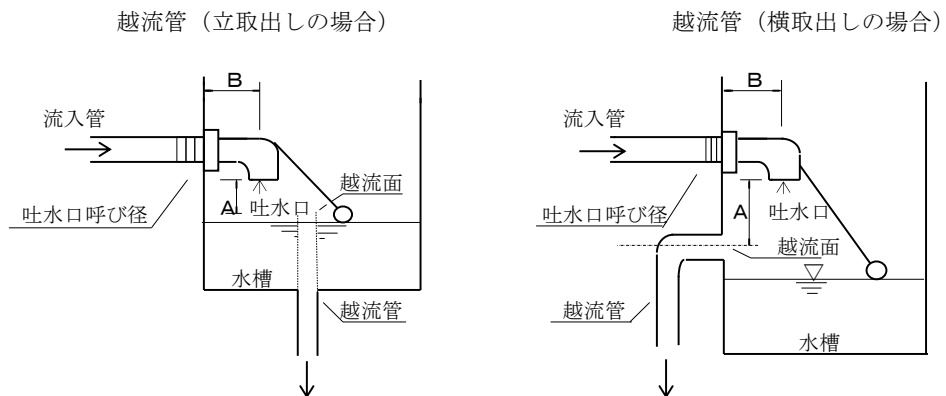 越流管（立取出しの場合）
B
流入管
A
吐水口
越流面
吐水口呼び径
水槽
越流管
越流管（横取出しの場合）
B
流入管
A
吐水口
吐水口呼び径
越流面
越流管
水槽